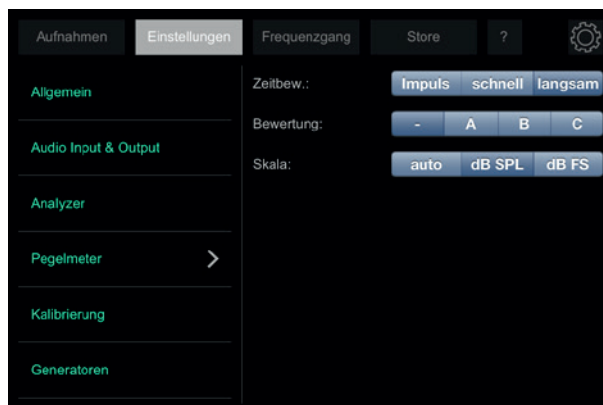 Aufnahmen Einstellungen Frequenzgang Store ?
Allgemein
Audio Input & Output
Analyzer
Pegelmeter
Kalibrierung
Generatoren
Zeitbew.: Impuls schnell langsam
Bewertung: - A B C
Skala: auto dB SPL dB FS